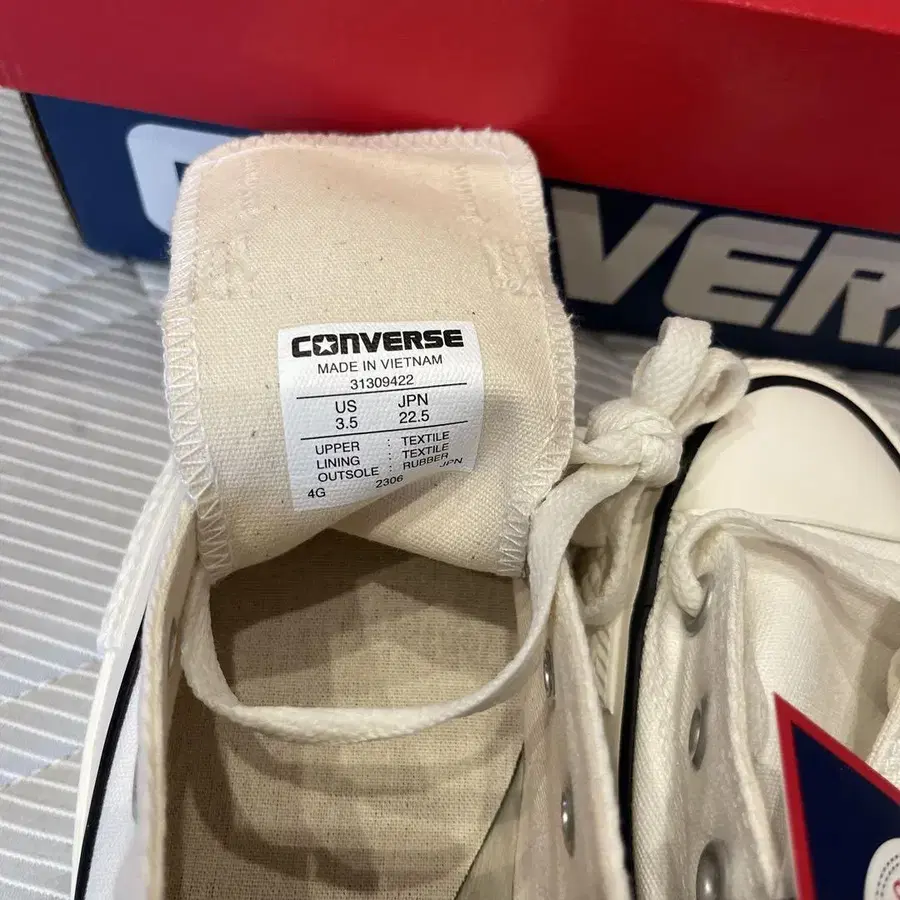 CONVERSE
MADE IN VIETNAM
31309422
US JPN
3.5 22.5
UPPER : TEXTILE
LINING : TEXTILE
OUTSOLE : RUBBER
4G 2306 JPN
VER